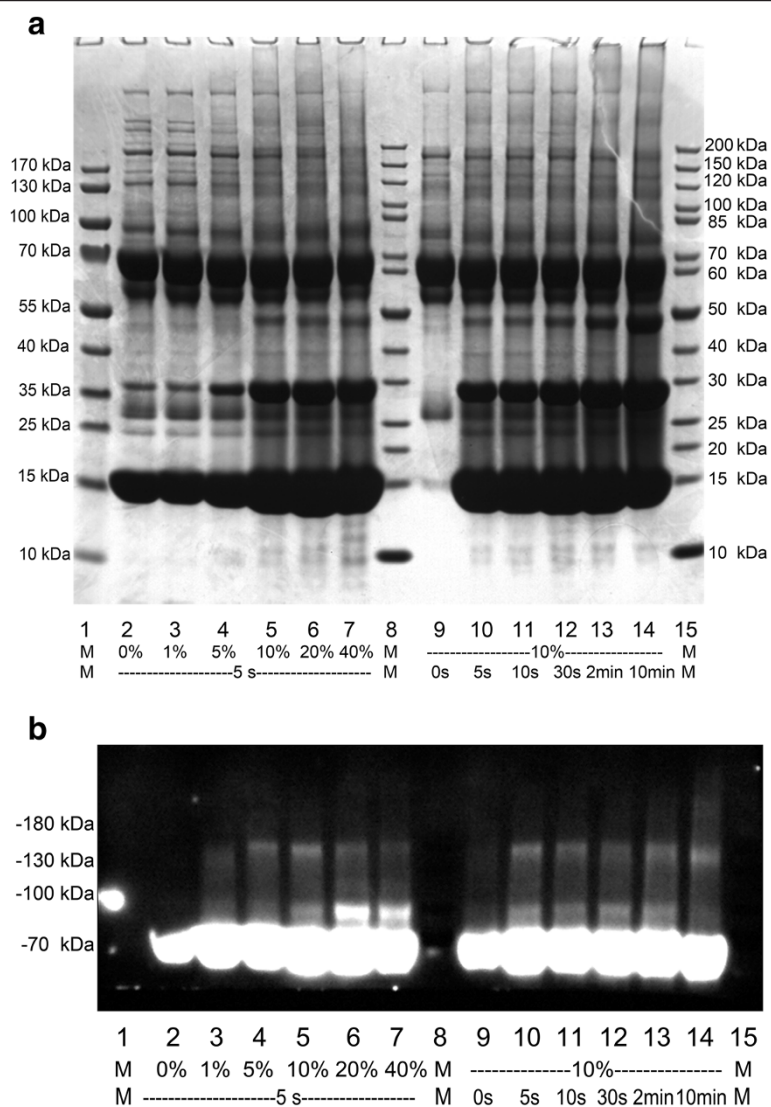 a
170 kDa
130 kDa
100 kDa
70 kDa
55 kDa
40 kDa
35 kDa
25 kDa
15 kDa
10 kDa
200 kDa
150 kDa
120 kDa
100 kDa
85 kDa
70 kDa
60 kDa
50 kDa
40 kDa
30 kDa
25 kDa
20 kDa
15 kDa
10 kDa
1 2 3 4 5 6 7 8 9 10 11 12 13 14 15
M 0% 1% 5% 10% 20% 40% M -------------------10%------------------ M
M --------------------5 s-------------------- M 0s 5s 10s 30s 2min 10min M
b
-180 kDa
-130 kDa
-100 kDa
-70 kDa
1 2 3 4 5 6 7 8 9 10 11 12 13 14 15
M 0% 1% 5% 10% 20% 40% M --------------10%--------------------- M
M --------------------5 s------------------ M 0s 5s 10s 30s 2min 10min M